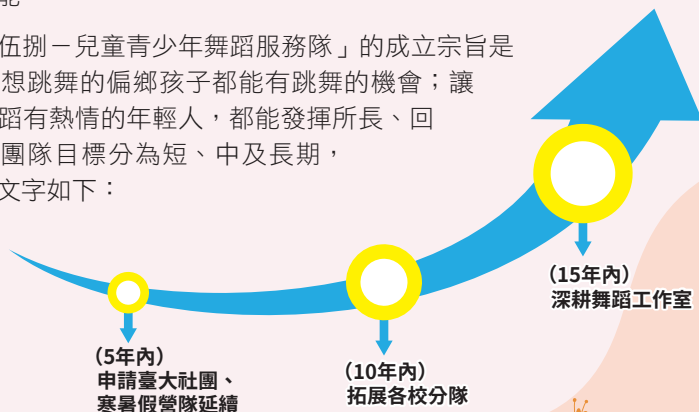 伍捌－兒童青少年舞蹈服務隊」的成立宗旨是
想跳舞的偏鄉孩子都能有跳舞的機會；讓
蹈有熱情的年輕人，都能發揮所長、回
團隊目標分為短、中及長期，
文字如下：
（15年內）
深耕舞蹈工作室
（10年內）
拓展各校分隊
（5年內）
申請臺大社團、
寒暑假營隊延續